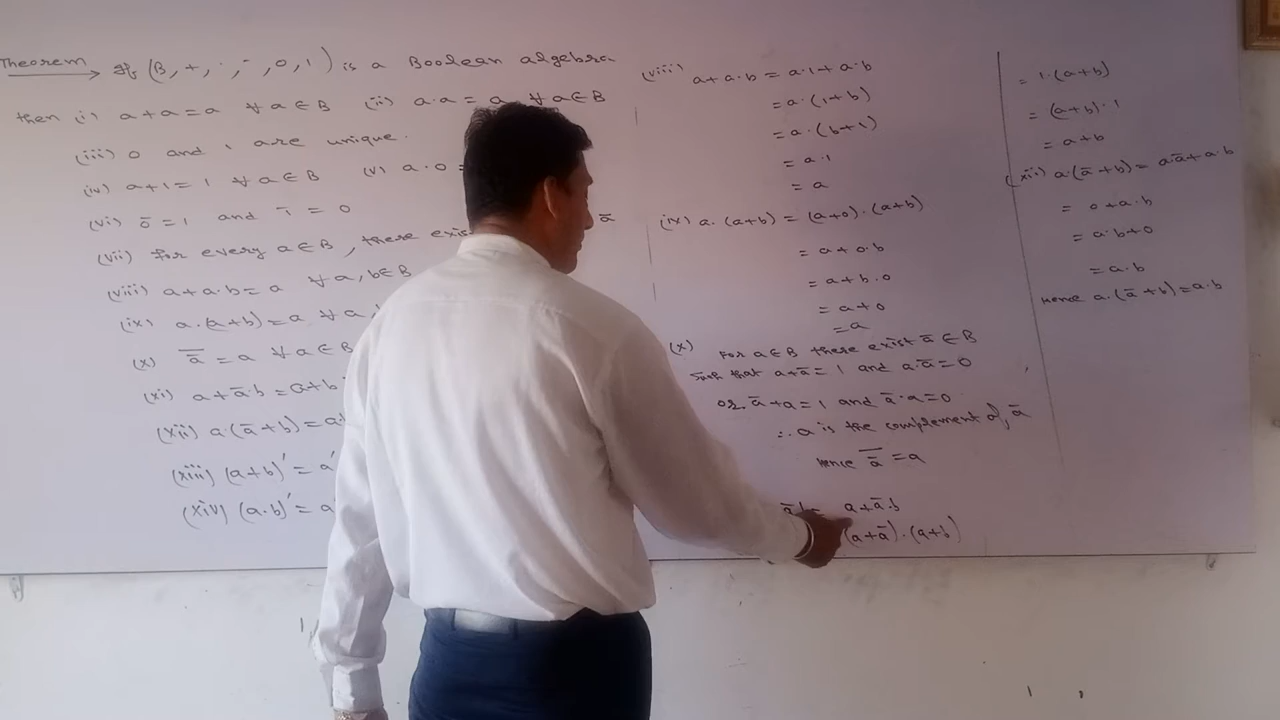 Theorem → If (B, +, ·, -, 0, 1) is a Boolean algebra
then (i) a+a=a ∀ a∈B (ii) a·a=a ∀ a∈B
(iii) 0 and 1 are unique.
(iv) a+1=1 ∀ a∈B (v) a·0=
(vi) 0̄=1 and 1̄=0
(vii) for every a∈B, there exis ā
(viii) a+a·b=a ∀ a,b∈B
(ix) a·(a+b)=a ∀ a,
(x) a̿=a ∀ a∈B
(xi) a+ā·b=a+b
(xii) a·(ā+b)=a
(xiii) (a+b)'=a'
(xiv) (a·b)'=a
(viii) a+a·b=a·1+a·b
=a·(1+b)
=a·(b+1)
=a·1
=a
(ix) a·(a+b)=(a+0)·(a+b)
=a+0·b
=a+b·0
=a+0
=a
(x) For a∈B there exist ā∈B
such that a+ā=1 and a·ā=0
or ā+a=1 and ā·a=0
∴ a is the complement of ā
Hence a̿=a
a+ā·b
(a+ā)·(a+b)
=1·(a+b)
=(a+b)·1
=a+b
(xii) a·(ā+b)=a·ā+a·b
=0+a·b
=a·b+0
=a·b
Hence a·(ā+b)=a·b